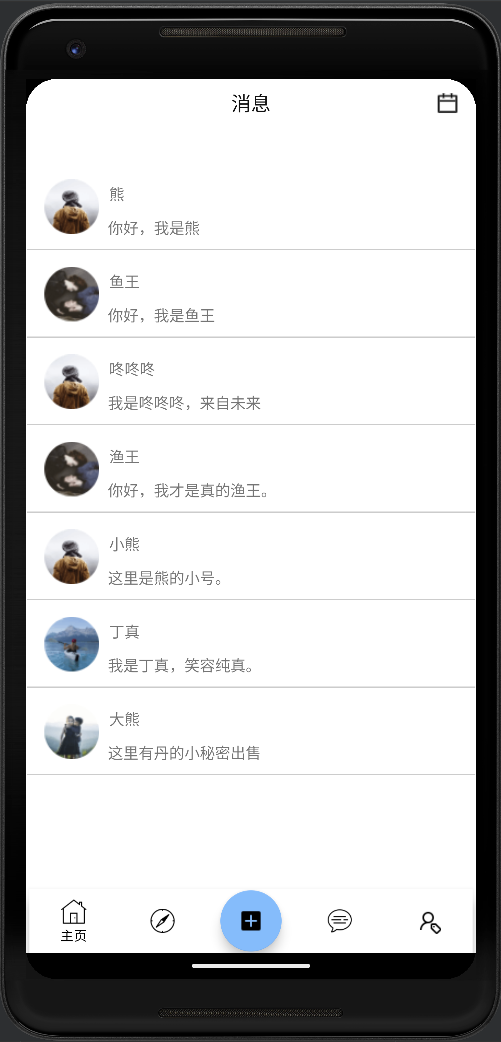 消息
熊
你好，我是熊
鱼王
你好，我是鱼王
咚咚咚
我是咚咚咚，来自未来
渔王
你好，我才是真的渔王。
小熊
这里是熊的小号。
丁真
我是丁真，笑容纯真。
大熊
这里有丹的小秘密出售
主页